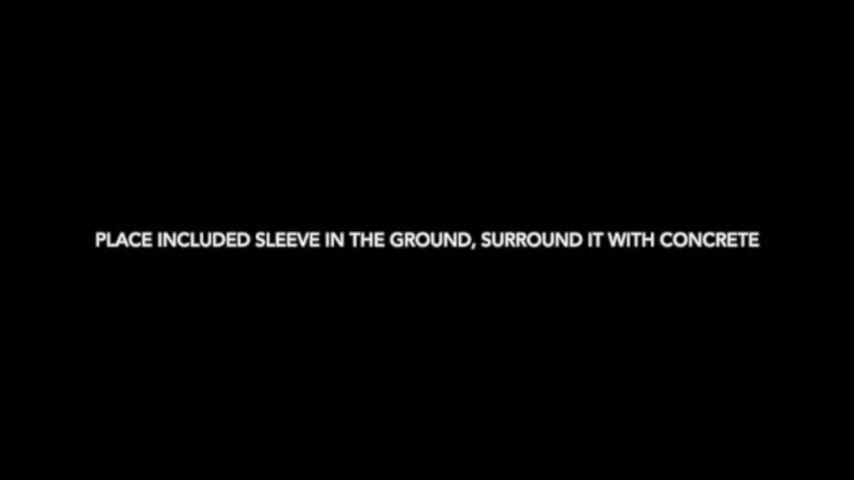 PLACE INCLUDED SLEEVE IN THE GROUND, SURROUND IT WITH CONCRETE